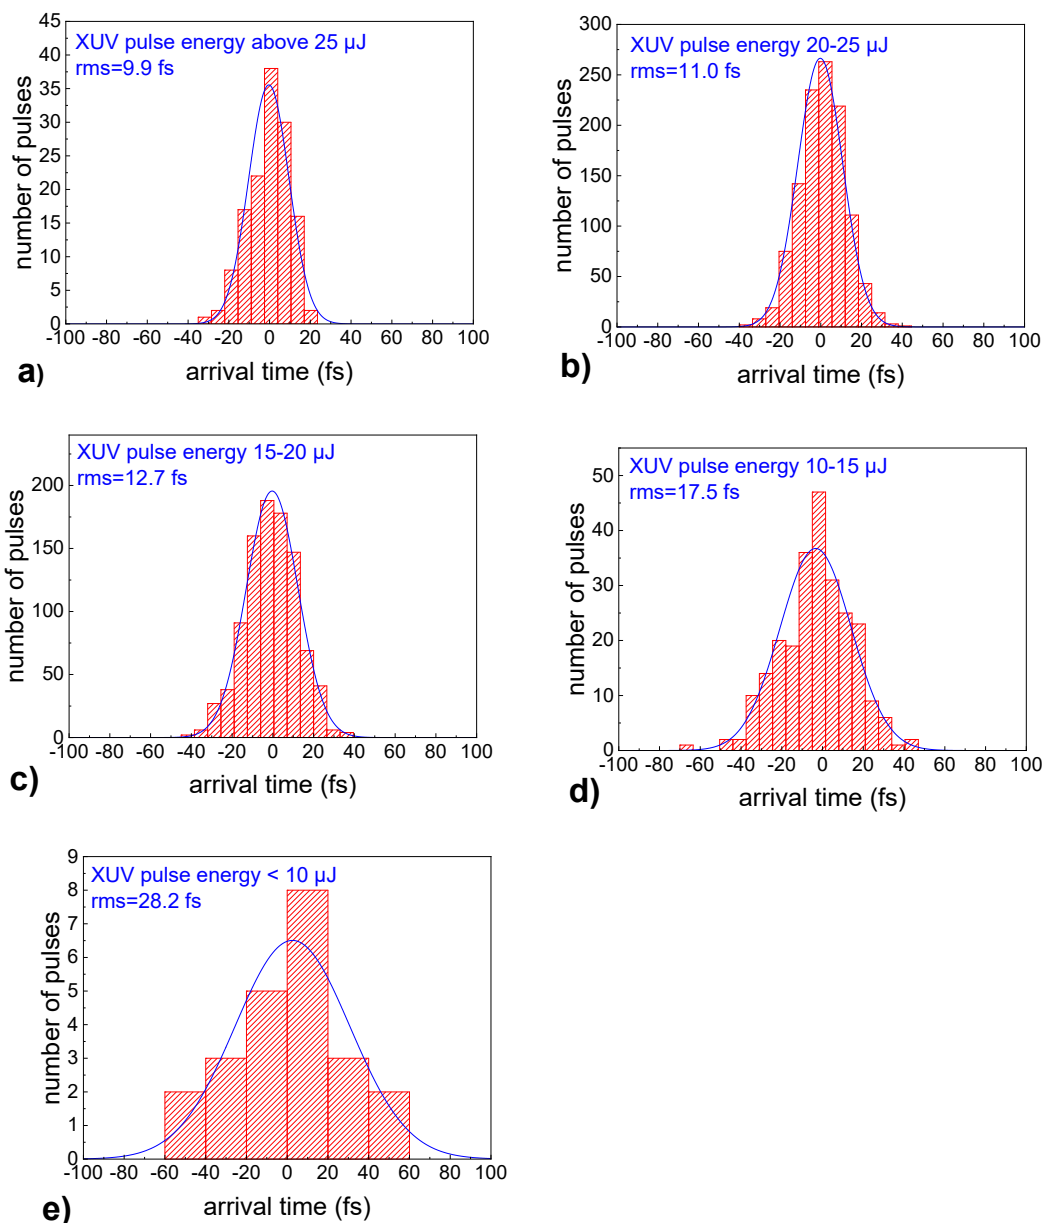 XUV pulse energy above 25 µJ
rms=9.9 fs
number of pulses
45
40
35
30
25
20
15
10
5
0
-100 -80 -60 -40 -20 0 20 40 60 80 100
arrival time (fs)
a)
XUV pulse energy 20-25 µJ
rms=11.0 fs
number of pulses
300
250
200
150
100
50
0
-100 -80 -60 -40 -20 0 20 40 60 80 100
arrival time (fs)
b)
XUV pulse energy 15-20 µJ
rms=12.7 fs
number of pulses
200
150
100
50
0
-100 -80 -60 -40 -20 0 20 40 60 80 100
arrival time (fs)
c)
XUV pulse energy 10-15 µJ
rms=17.5 fs
number of pulses
50
40
30
20
10
0
-100 -80 -60 -40 -20 0 20 40 60 80 100
arrival time (fs)
d)
XUV pulse energy < 10 µJ
rms=28.2 fs
number of pulses
9
8
7
6
5
4
3
2
1
0
-100 -80 -60 -40 -20 0 20 40 60 80 100
arrival time (fs)
e)